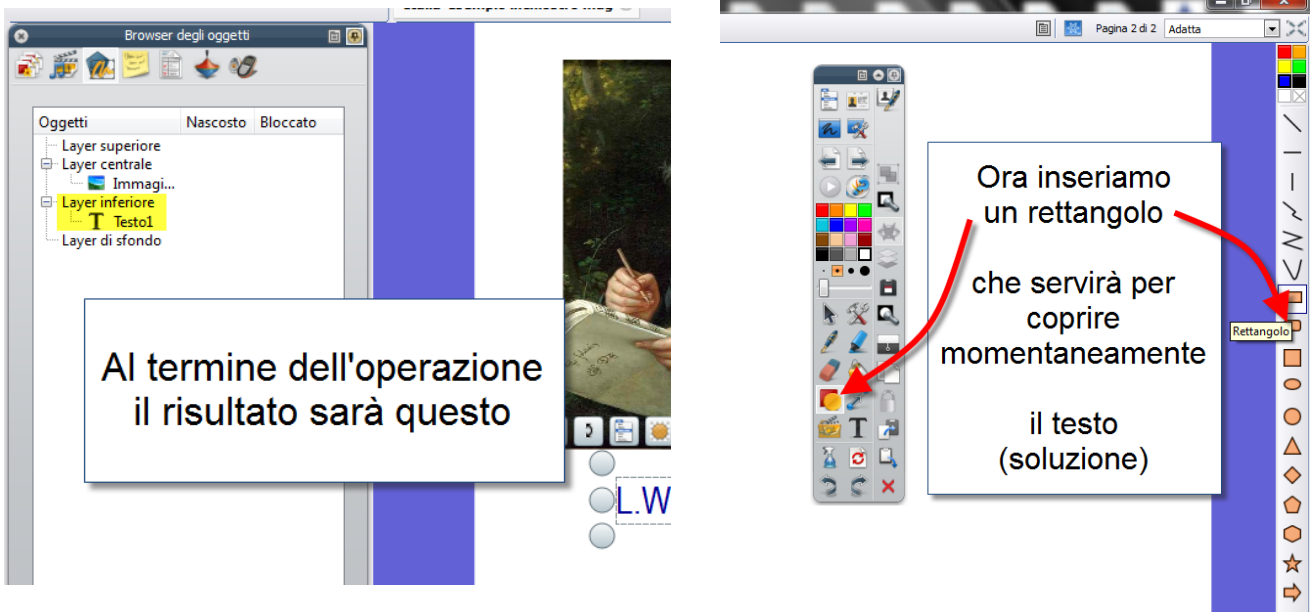 Browser degli oggetti
Oggetti Nascosto Bloccato
Layer superiore
Layer centrale
Immagi...
Layer inferiore
T Testo1
Layer di sfondo
Al termine dell'operazione
il risultato sarà questo
L.W
Pagina 2 di 2 Adatta
Ora inseriamo
un rettangolo
che servirà per
coprire
momentaneamente
il testo
(soluzione)
Rettangolo